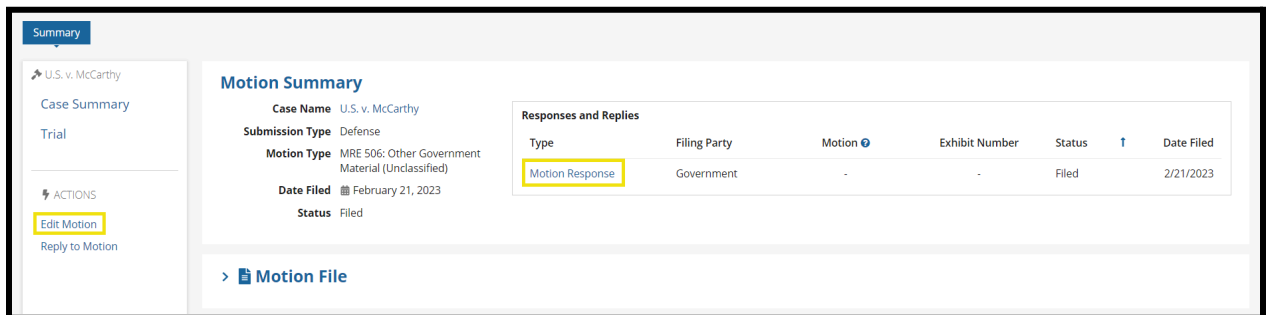 Summary
U.S. v. McCarthy
Case Summary
Trial
ACTIONS
Edit Motion
Reply to Motion
Motion Summary
Case Name U.S. v. McCarthy
Submission Type Defense
Motion Type MRE 506: Other Government
Material (Unclassified)
Date Filed February 21, 2023
Status Filed
Responses and Replies
Type Filing Party Motion Exhibit Number Status Date Filed
Motion Response Government - - Filed 2/21/2023
Motion File